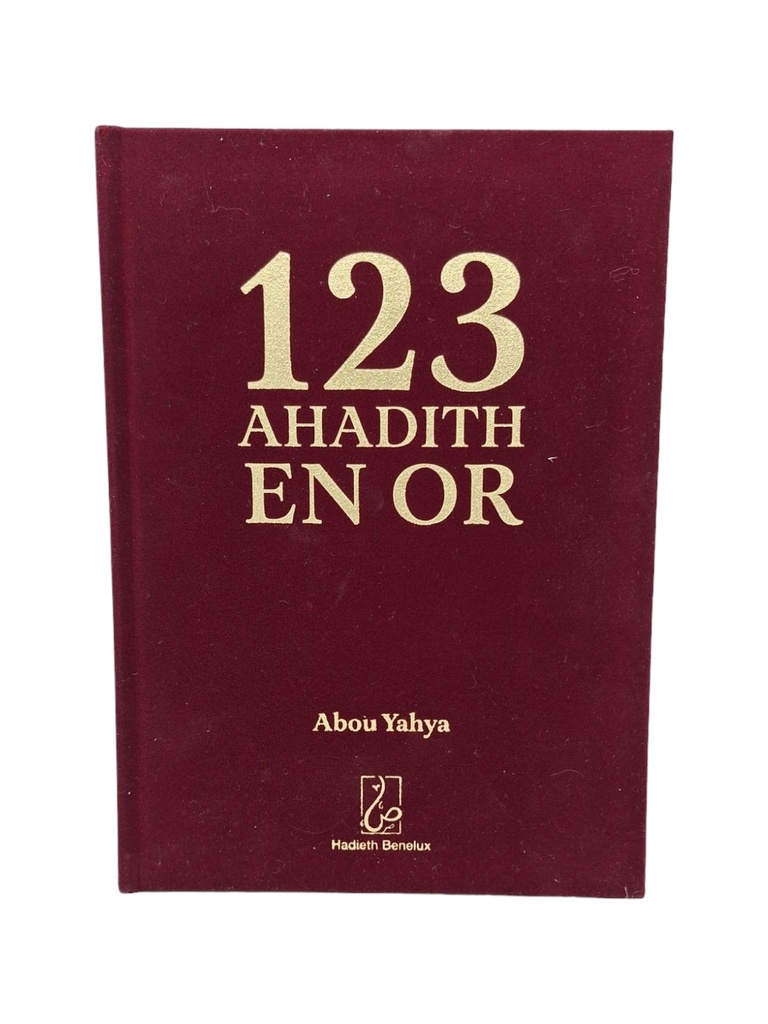 123
AHADITH
EN OR
Abou Yahya
Hadieth Benelux